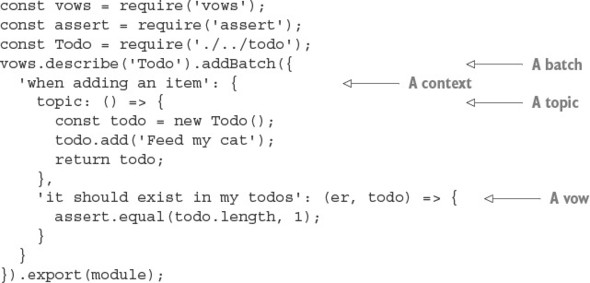 const vows = require('vows');
const assert = require('assert');
const Todo = require('./../todo');
vows.describe('Todo').addBatch({ A batch
'when adding an item': { A context
topic: () => { A topic
const todo = new Todo();
todo.add('Feed my cat');
return todo;
},
'it should exist in my todos': (er, todo) => { A vow
assert.equal(todo.length, 1);
}
}
}).export(module);